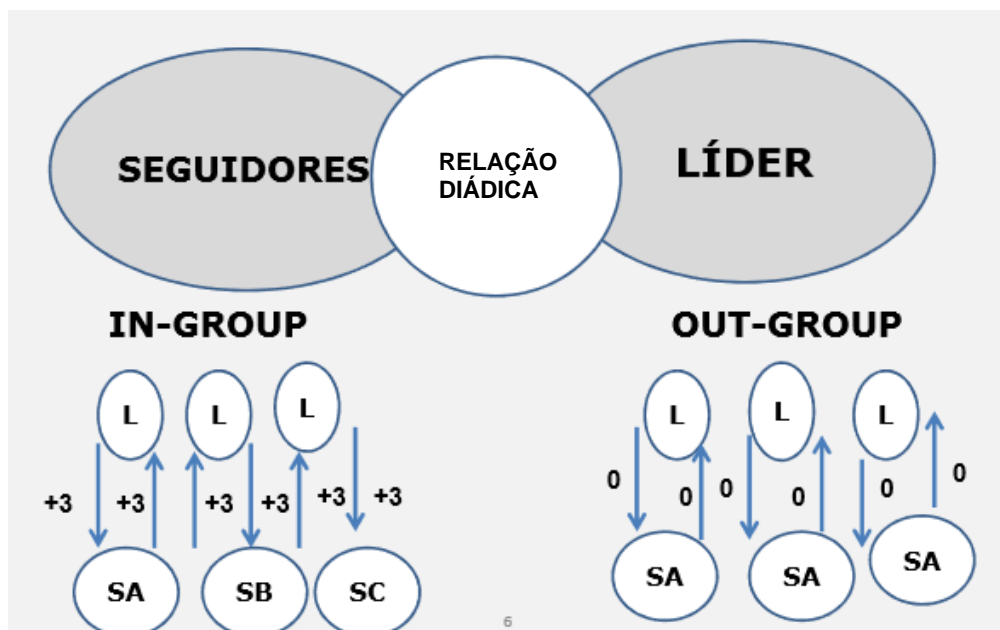 SEGUIDORES
RELAÇÃO
DIÁDICA
LÍDER
IN-GROUP
OUT-GROUP
L L L
L L L
+3 +3 +3 +3 +3 +3
0 0 0 0 0 0
SA SB SC
SA SA SA
6